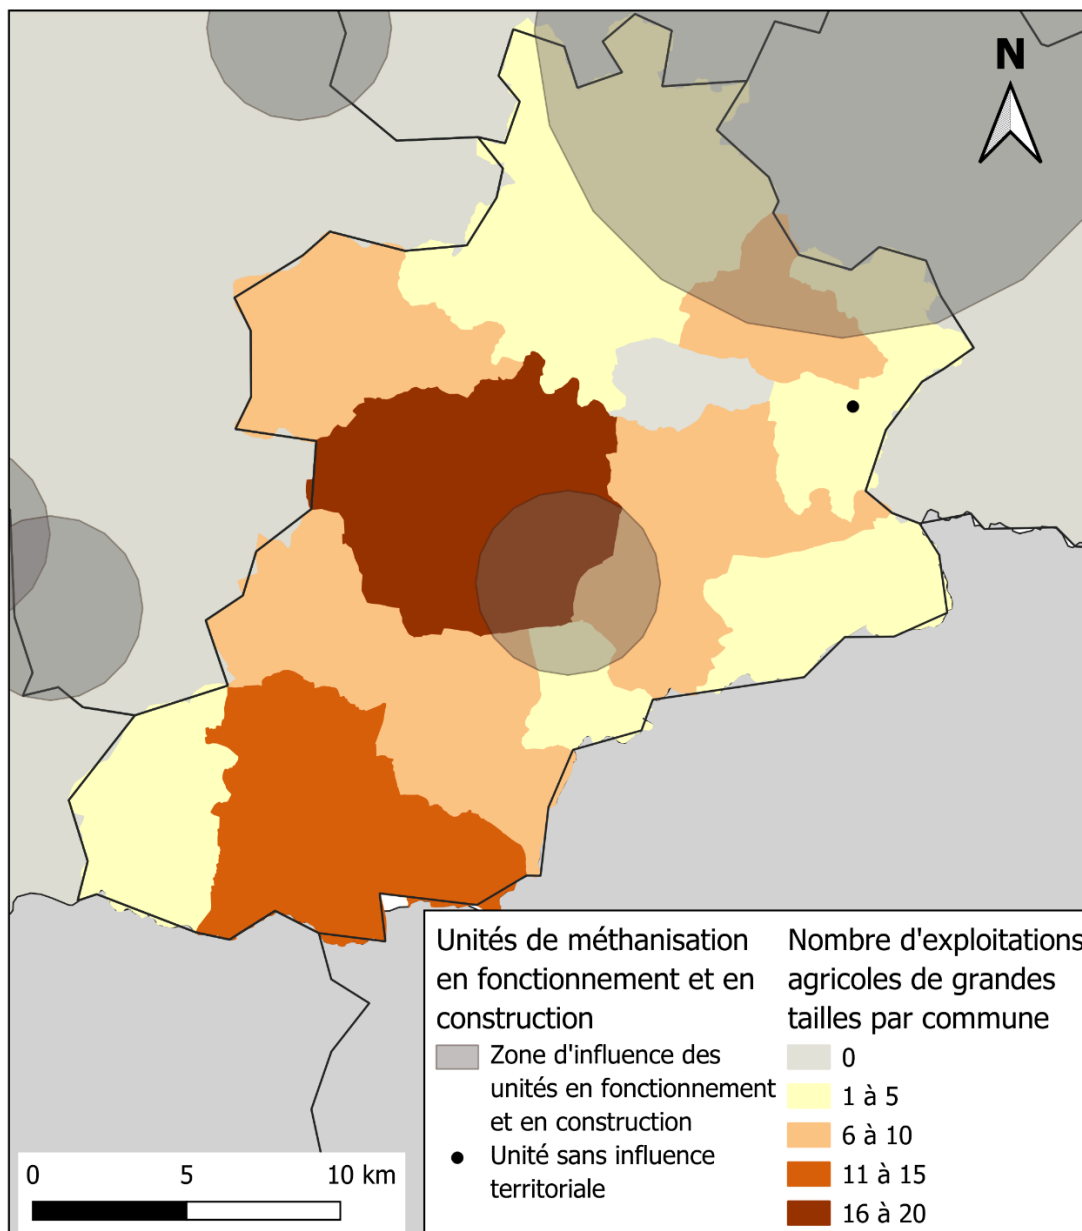 N
Unités de méthanisation
en fonctionnement et en
construction
Zone d'influence des
unités en fonctionnement
et en construction
Unité sans influence
territoriale
Nombre d'exploitations
agricoles de grandes
tailles par commune
0
1 à 5
6 à 10
11 à 15
16 à 20
0 5 10 km